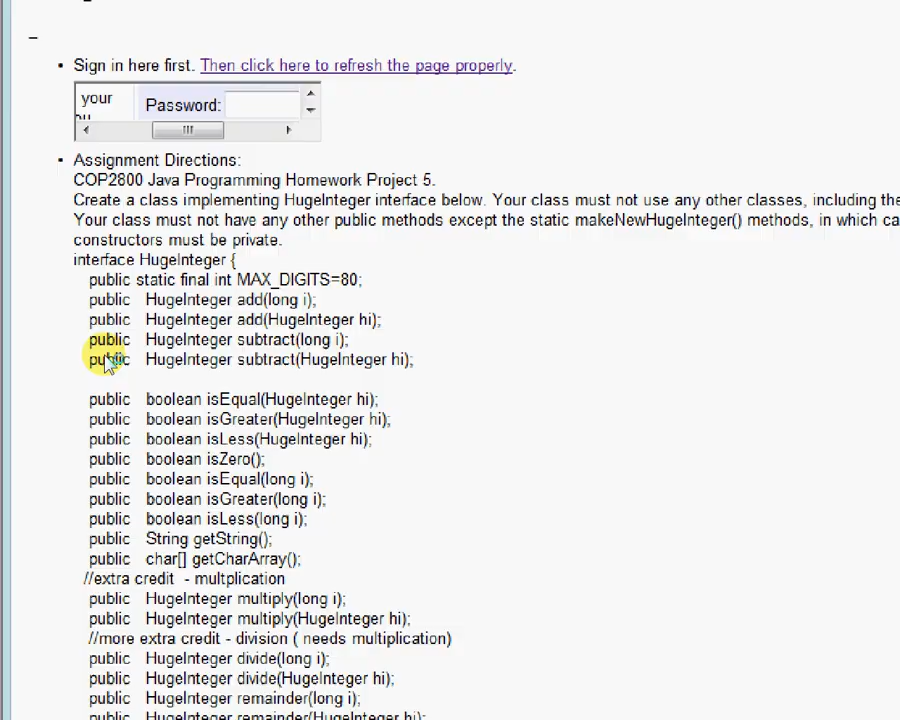 Sign in here first. Then click here to refresh the page properly.
your Password:
Assignment Directions:
COP2800 Java Programming Homework Project 5.
Create a class implementing HugeInteger interface below. Your class must not use any other classes, including the
Your class must not have any other public methods except the static makeNewHugeInteger() methods, in which ca
constructors must be private.
interface HugeInteger {
public static final int MAX_DIGITS=80;
public HugeInteger add(long i);
public HugeInteger add(HugeInteger hi);
public HugeInteger subtract(long i);
public HugeInteger subtract(HugeInteger hi);
public boolean isEqual(HugeInteger hi);
public boolean isGreater(HugeInteger hi);
public boolean isLess(HugeInteger hi);
public boolean isZero();
public boolean isEqual(long i);
public boolean isGreater(long i);
public boolean isLess(long i);
public String getString();
public char[] getCharArray();
//extra credit - multplication
public HugeInteger multiply(long i);
public HugeInteger multiply(HugeInteger hi);
//more extra credit - division ( needs multiplication)
public HugeInteger divide(long i);
public HugeInteger divide(HugeInteger hi);
public HugeInteger remainder(long i);
public HugeInteger remainder(HugeInteger hi);